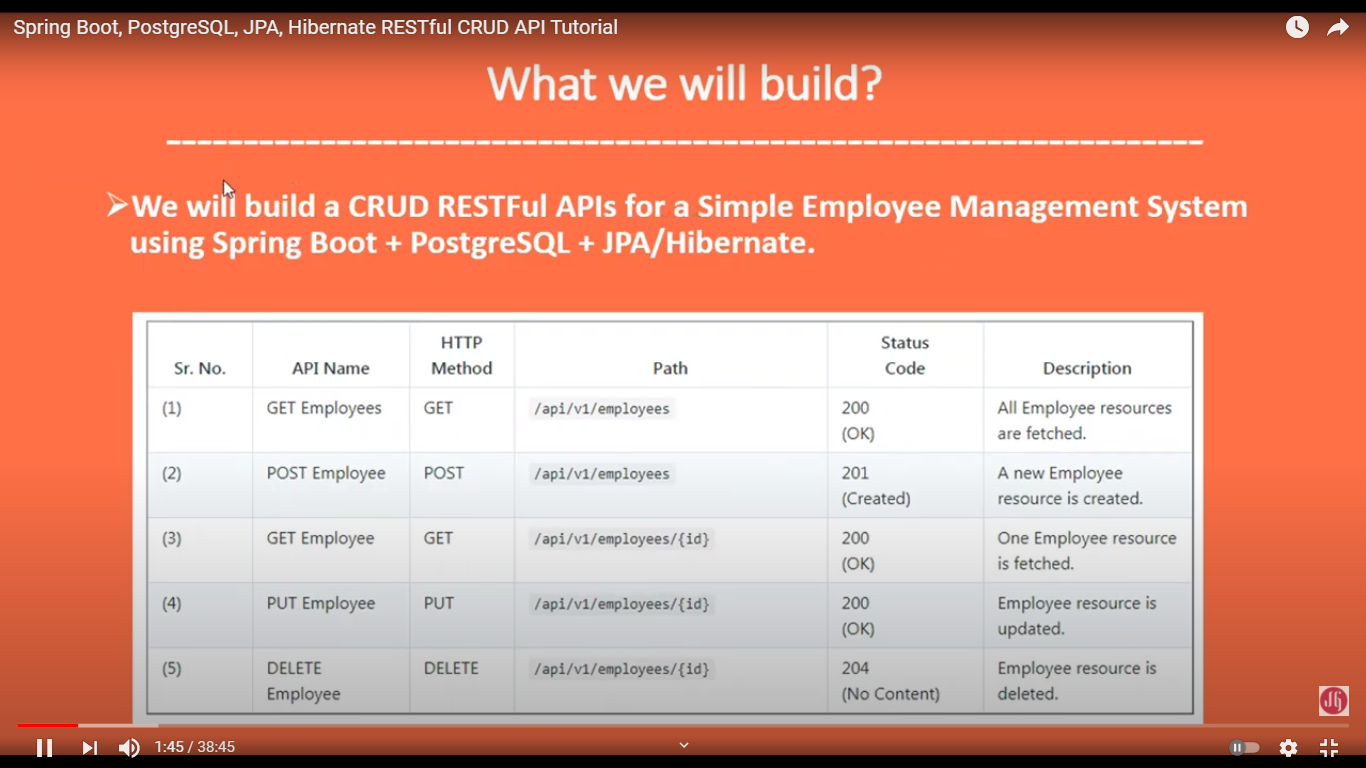 Spring Boot, PostgreSQL, JPA, Hibernate RESTful CRUD API Tutorial
What we will build?
➢We will build a CRUD RESTFul APIs for a Simple Employee Management System
using Spring Boot + PostgreSQL + JPA/Hibernate.
Sr. No. API Name HTTP Method Path Status Code Description
(1) GET Employees GET /api/v1/employees 200 (OK) All Employee resources are fetched.
(2) POST Employee POST /api/v1/employees 201 (Created) A new Employee resource is created.
(3) GET Employee GET /api/v1/employees/{id} 200 (OK) One Employee resource is fetched.
(4) PUT Employee PUT /api/v1/employees/{id} 200 (OK) Employee resource is updated.
(5) DELETE Employee DELETE /api/v1/employees/{id} 204 (No Content) Employee resource is deleted.
JG
1:45 / 38:45